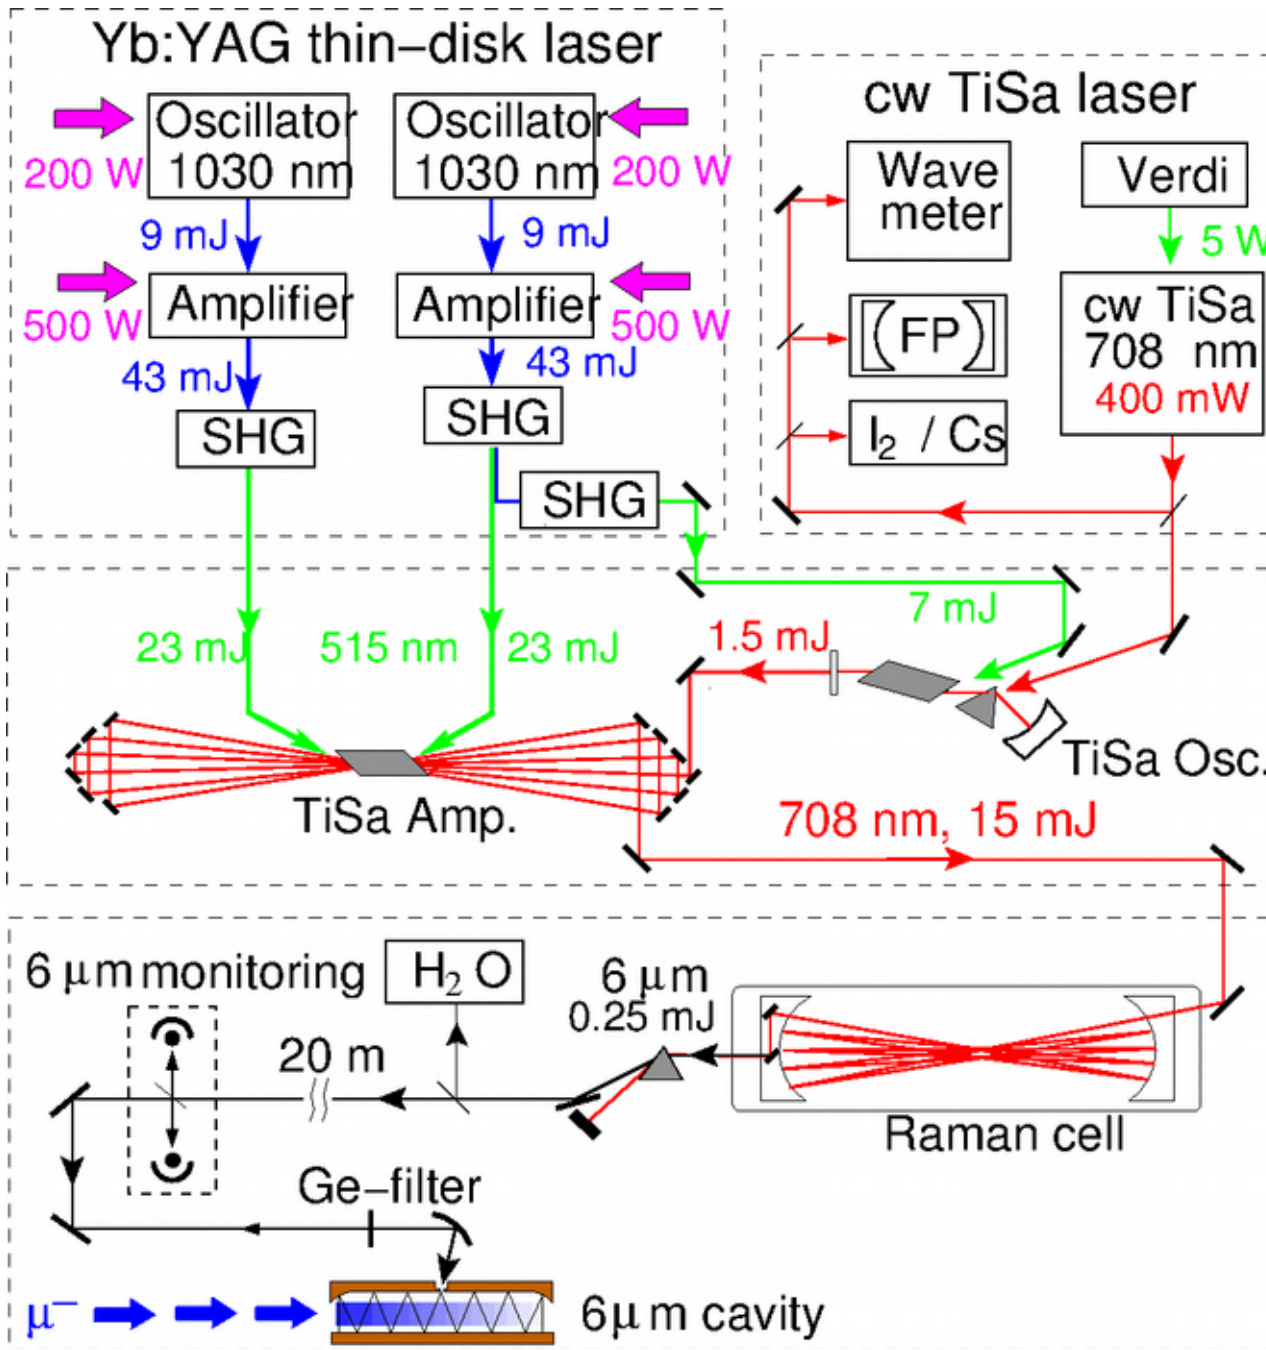 Yb:YAG thin-disk laser
Oscillator
1030 nm
Oscillator
1030 nm
200 W
200 W
9 mJ
9 mJ
Amplifier
Amplifier
500 W
500 W
43 mJ
43 mJ
SHG
SHG
SHG
cw TiSa laser
Wave
meter
Verdi
5 W
(FP)
cw TiSa
708 nm
400 mW
I₂ / Cs
23 mJ
515 nm
23 mJ
7 mJ
1.5 mJ
TiSa Osc.
TiSa Amp.
708 nm, 15 mJ
6 μm monitoring
H₂O
6 μm
0.25 mJ
20 m
Raman cell
Ge-filter
μ⁻
6μm cavity